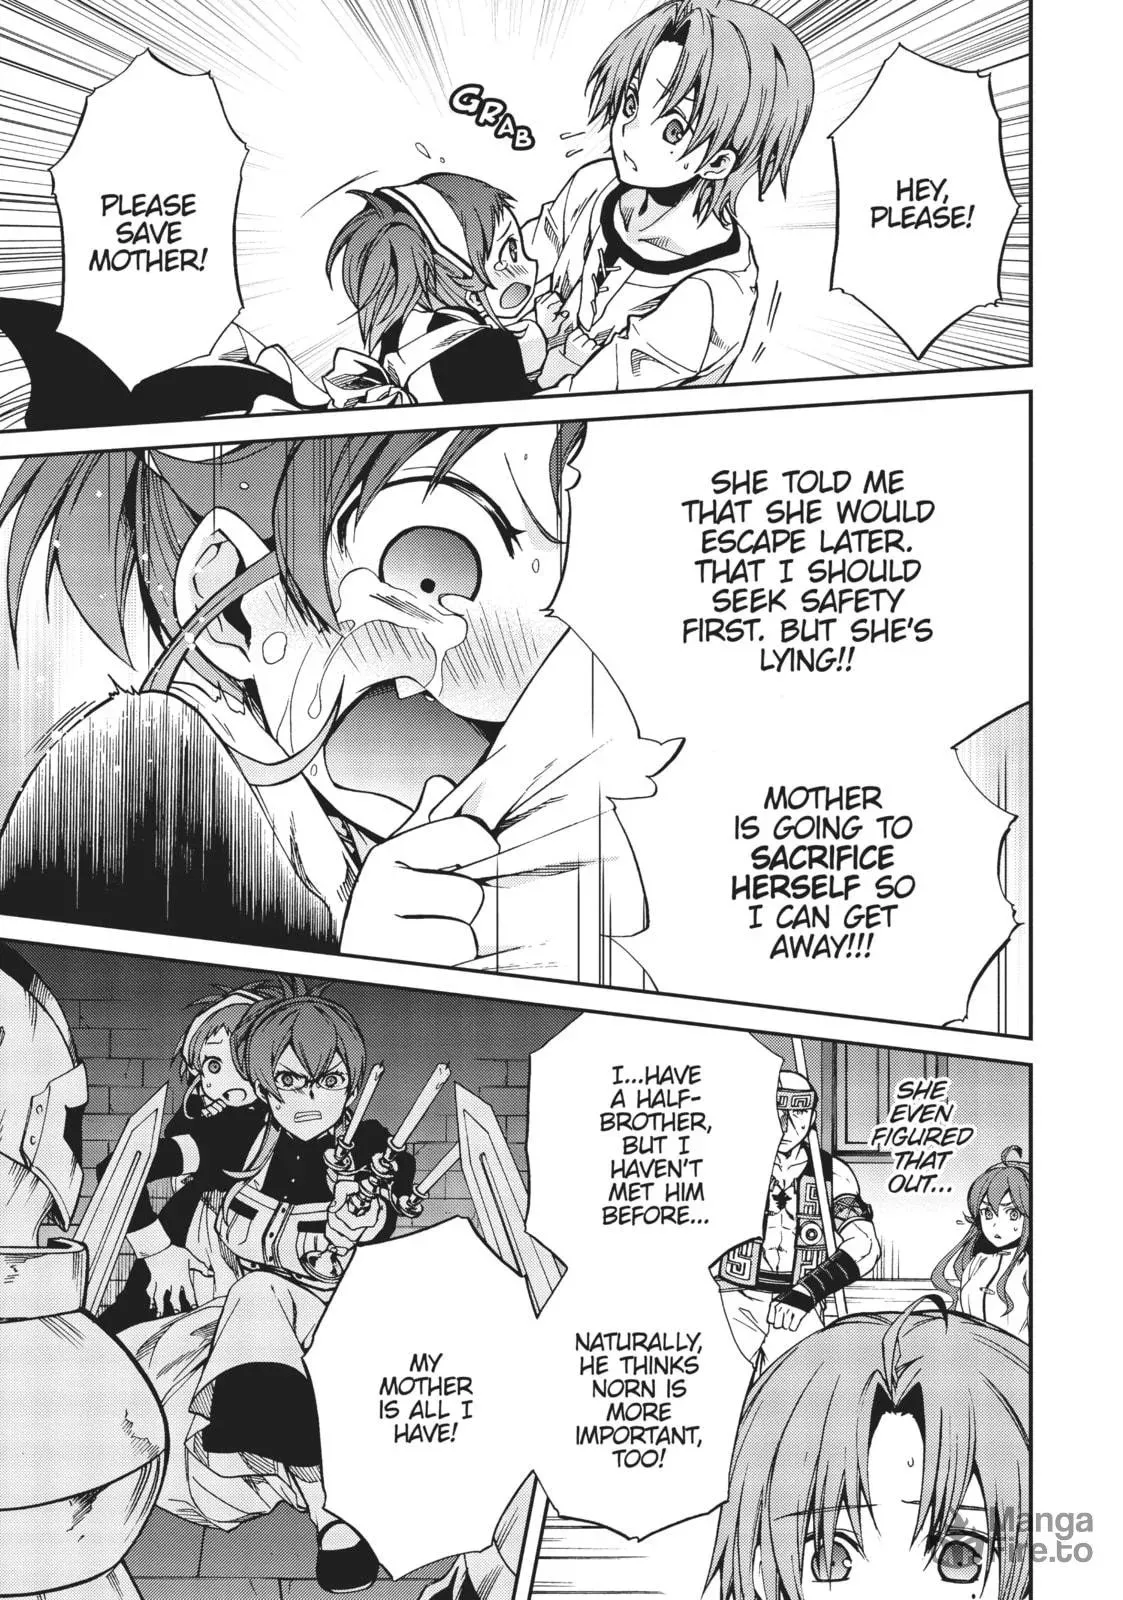 HEY,
PLEASE!
GRAB
PLEASE
SAVE
MOTHER!
SHE TOLD ME
THAT SHE WOULD
ESCAPE LATER.
THAT I SHOULD
SEEK SAFETY
FIRST. BUT SHE'S
LYING!!
MOTHER
IS GOING TO
SACRIFICE
HERSELF SO
I CAN GET
AWAY!!!
SHE
EVEN
FIGURED
THAT
OUT...
I...HAVE
A HALF-
BROTHER,
BUT I
HAVEN'T
MET HIM
BEFORE...
NATURALLY,
HE THINKS
NORN IS
MORE
IMPORTANT,
TOO!
MY
MOTHER
IS ALL I
HAVE!
Manga
Fire.to